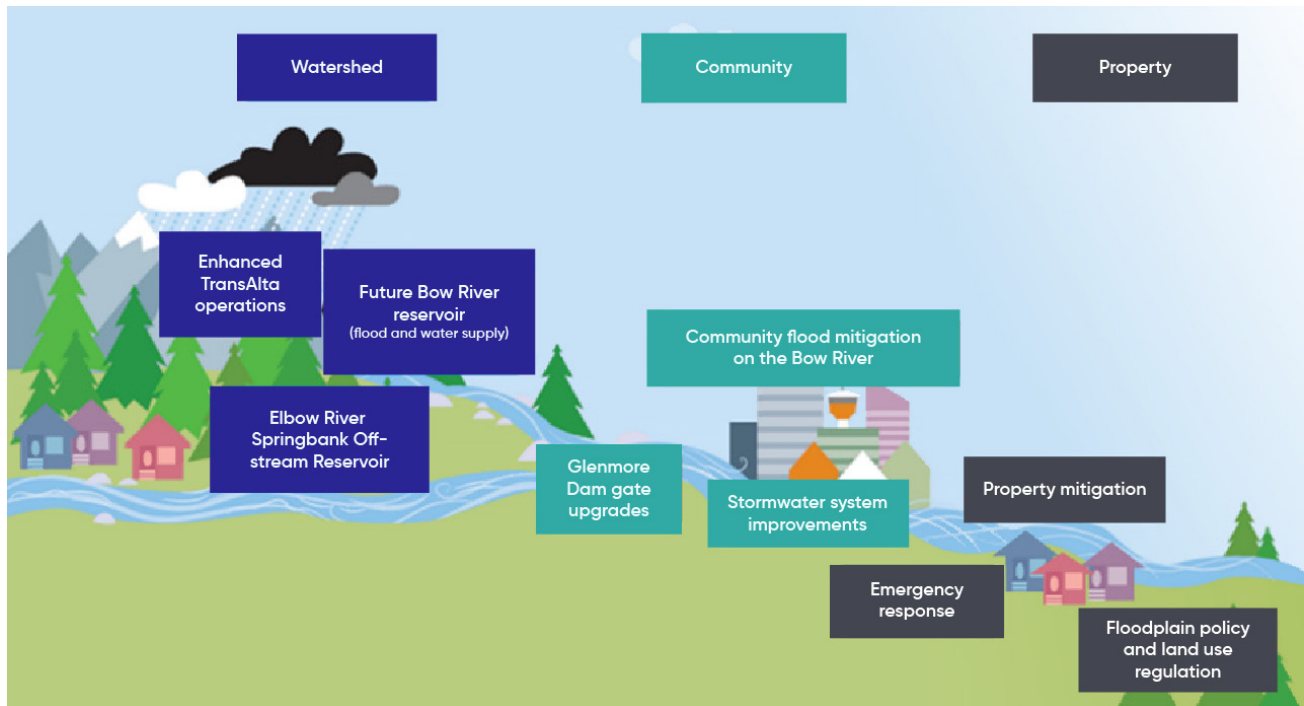 Watershed
Community
Property
Enhanced
TransAlta
operations
Future Bow River
reservoir
(flood and water supply)
Elbow River
Springbank Off-
stream Reservoir
Community flood mitigation
on the Bow River
Glenmore
Dam gate
upgrades
Stormwater system
improvements
Property mitigation
Emergency
response
Floodplain policy
and land use
regulation